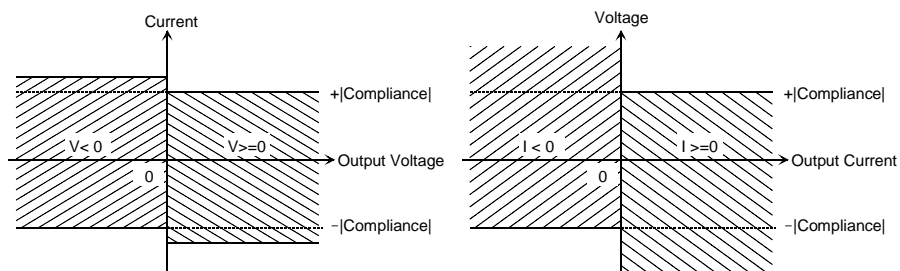 Current
+|Compliance|
V< 0
V>=0
Output Voltage
0
−|Compliance|
Voltage
+|Compliance|
I < 0
I >=0
Output Current
0
−|Compliance|